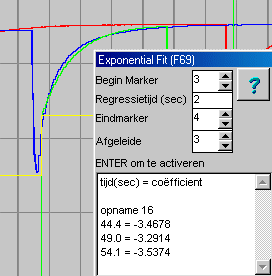 Exponential Fit (F69)
Begin Marker 3
Regressietijd (sec) 2
?
Eindmarker 4
Afgeleide 3
ENTER om te activeren
tijd(sec) = coëfficient
opname 16
44.4 = -3.4678
49.0 = -3.2914
54.1 = -3.5374